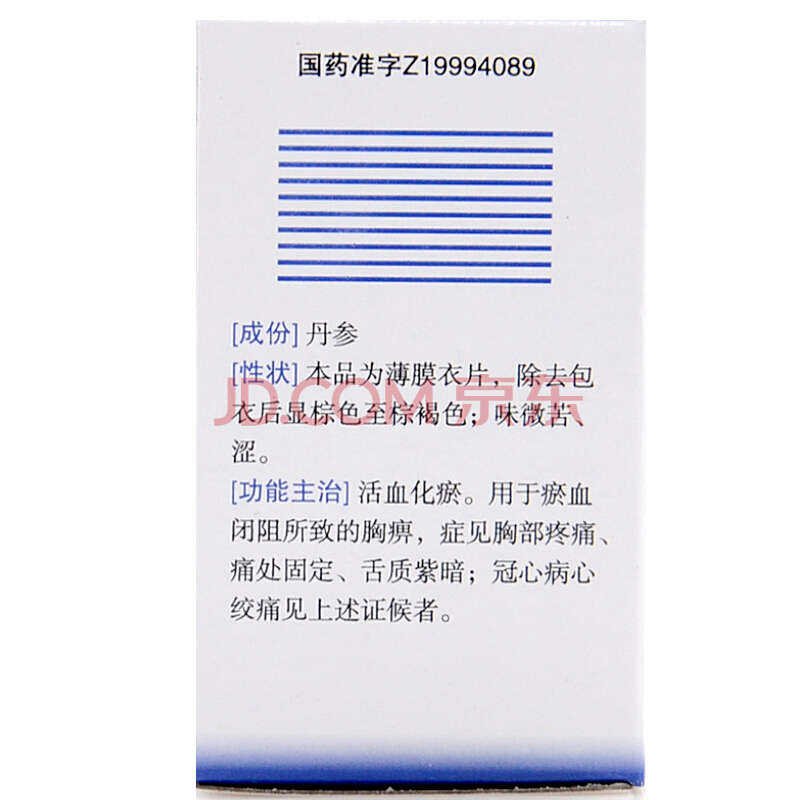 国药准字Z19994089
[成份] 丹参
[性状] 本品为薄膜衣片，除去包
衣后显棕色至棕褐色；味微苦、
涩。
JD.COM 京东
[功能主治] 活血化瘀。用于瘀血
闭阻所致的胸痹，症见胸部疼痛、
痛处固定、舌质紫暗；冠心病心
绞痛见上述证候者。